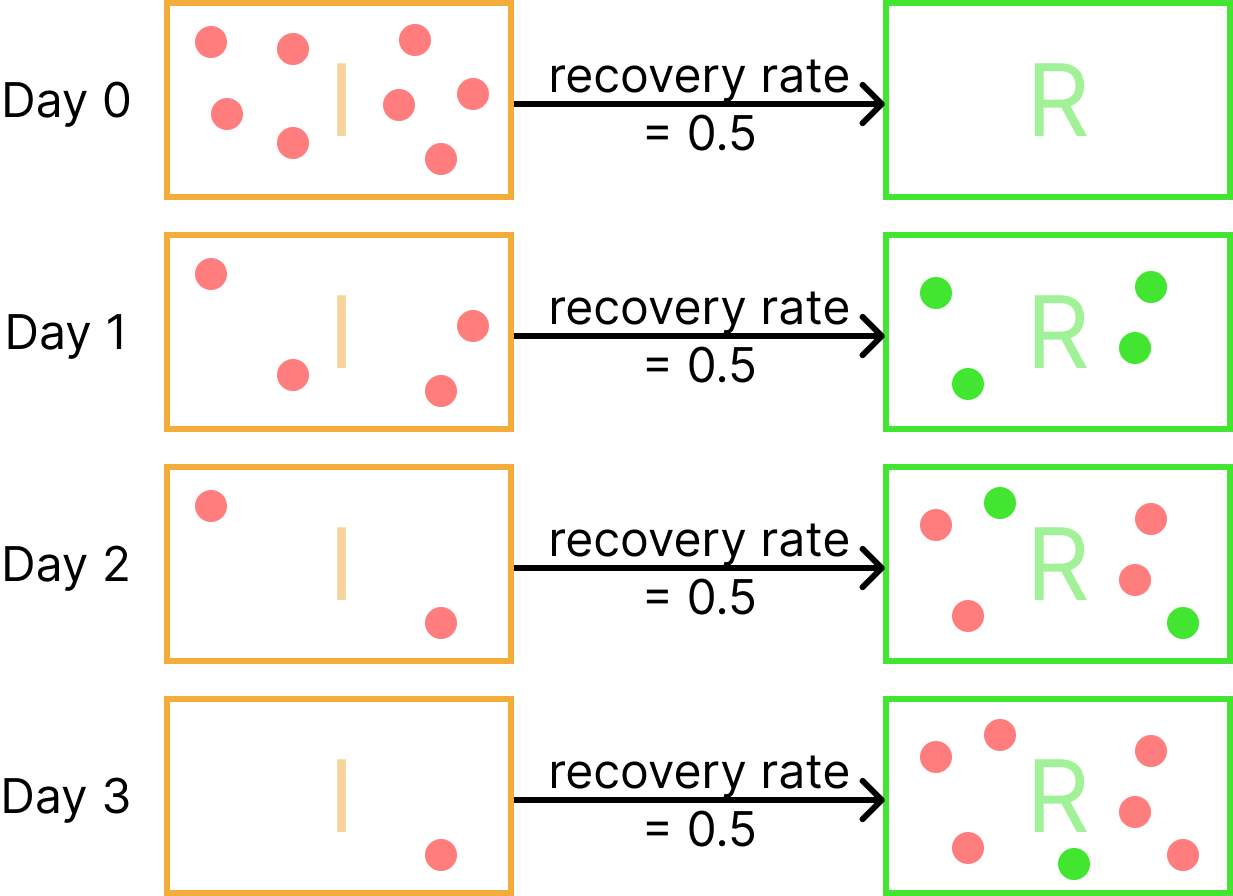 Day 0
I
recovery rate
= 0.5
R
Day 1
I
recovery rate
= 0.5
R
Day 2
I
recovery rate
= 0.5
R
Day 3
I
recovery rate
= 0.5
R